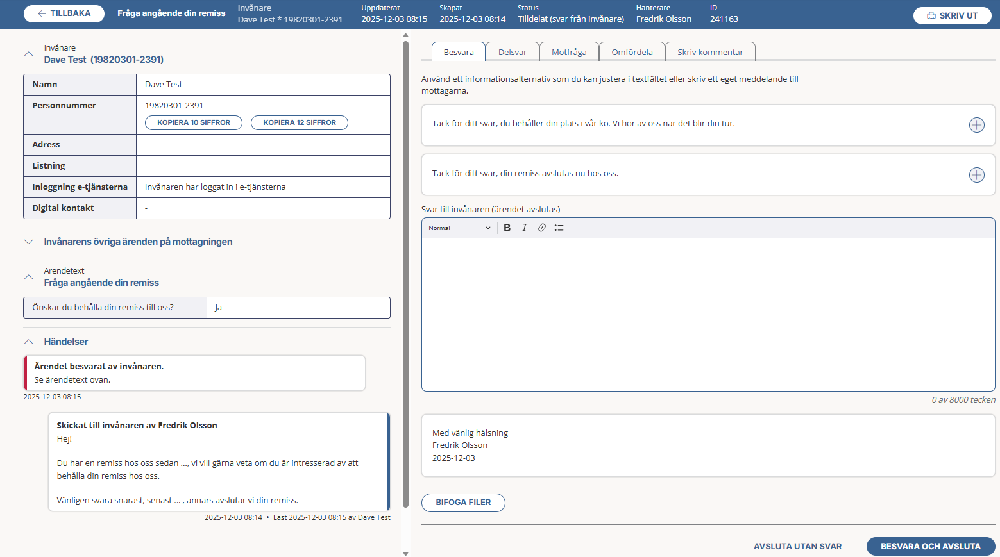 TILLBAKA
Fråga angående din remiss
Invånare
Dave Test * 19820301-2391
Uppdaterat
2025-12-03 08:15
Skapat
2025-12-03 08:14
Status
Tilldelat (svar från invånare)
Hanterare
Fredrik Olsson
ID
241163
SKRIV UT
Invånare
Dave Test (19820301-2391)
Namn
Dave Test
Personnummer
19820301-2391
KOPIERA 10 SIFFROR
KOPIERA 12 SIFFROR
Adress
Listning
Inloggning e-tjänsterna
Invånaren har loggat in i e-tjänsterna
Digital kontakt
-
Invånarens övriga ärenden på mottagningen
Ärendetext
Fråga angående din remiss
Önskar du behålla din remiss till oss?
Ja
Händelser
Ärendet besvarat av invånaren.
Se ärendetext ovan.
2025-12-03 08:15
Skickat till invånaren av Fredrik Olsson
Hej!
Du har en remiss hos oss sedan ..., vi vill gärna veta om du är intresserad av att
behålla din remiss hos oss.
Vänligen svara snarast, senast ... , annars avslutar vi din remiss.
2025-12-03 08:14 • Läst 2025-12-03 08:15 av Dave Test
Besvara
Delsvar
Motfråga
Omfördela
Skriv kommentar
Använd ett informationsalternativ som du kan justera i textfältet eller skriv ett eget meddelande till
mottagarna.
Tack för ditt svar, du behåller din plats i vår kö. Vi hör av oss när det blir din tur.
Tack för ditt svar, din remiss avslutas nu hos oss.
Svar till invånaren (ärendet avslutas)
Normal
B I
0 av 8000 tecken
Med vänlig hälsning
Fredrik Olsson
2025-12-03
BIFOGA FILER
AVSLUTA UTAN SVAR
BESVARA OCH AVSLUTA